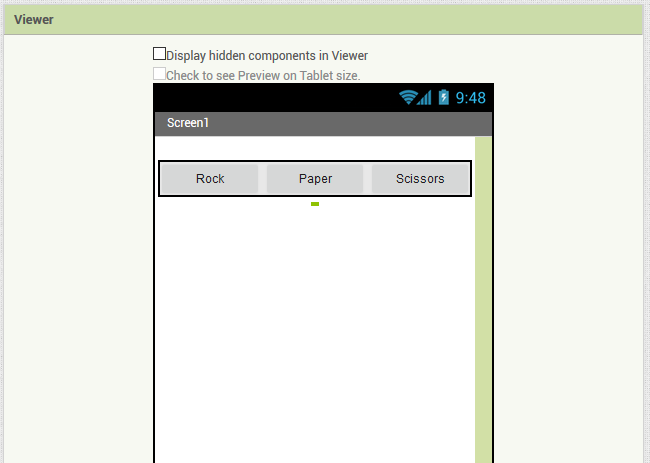 Viewer
Display hidden components in Viewer
Check to see Preview on Tablet size.
9:48
Screen1
Rock Paper Scissors